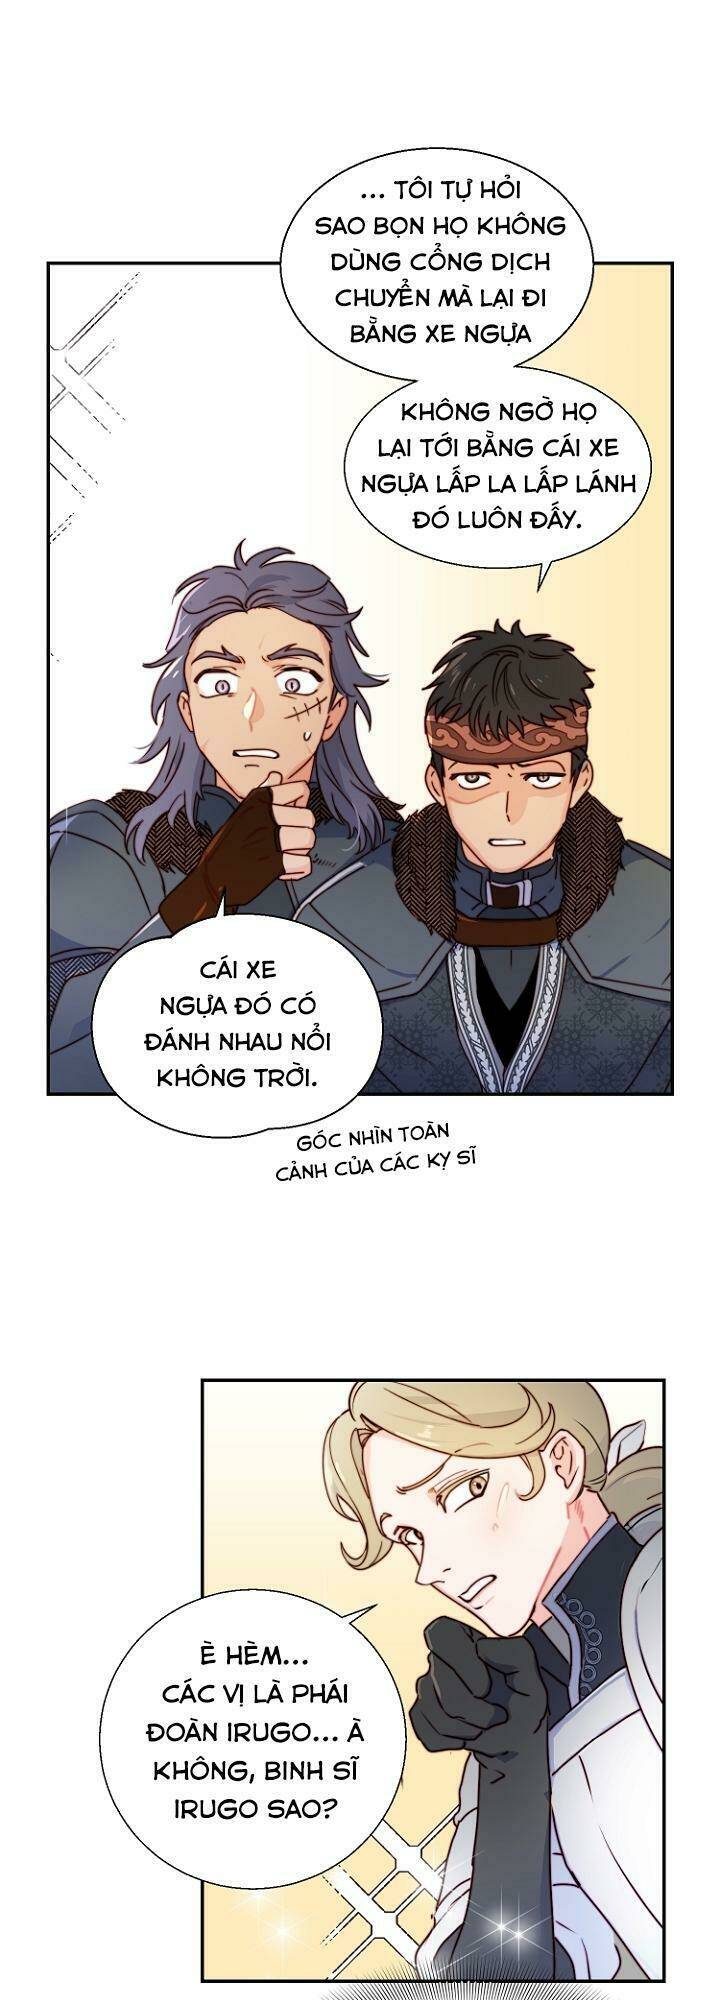 ... TÔI TỰ HỎI
SAO BỌN HỌ KHÔNG
DÙNG CỔNG DỊCH
CHUYỂN MÀ LẠI ĐI
BẰNG XE NGỰA
KHÔNG NGỜ HỌ
LẠI TỚI BẰNG CÁI XE
NGỰA LẤP LA LẤP LÁNH
ĐÓ LUÔN ĐẤY.
CÁI XE
NGỰA ĐÓ CÓ
ĐÁNH NHAU NỔI
KHÔNG TRỜI.
GÓC NHÌN TOÀN
CẢNH CỦA CÁC KỴ SĨ
È HÈM...
CÁC VỊ LÀ PHÁI
ĐOÀN IRUGO... À
KHÔNG, BINH SĨ
IRUGO SAO?